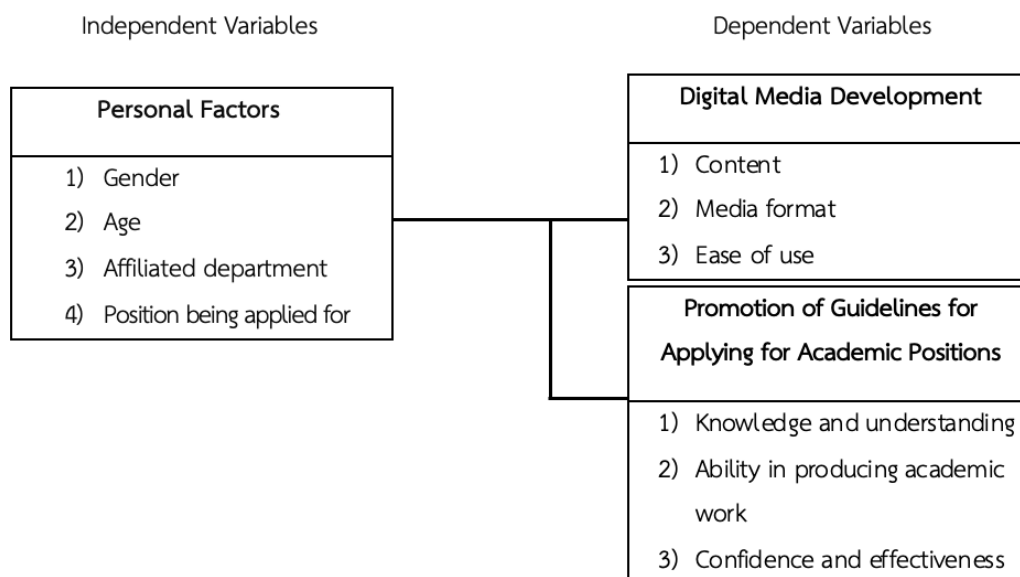 Independent Variables
Dependent Variables
Personal Factors
1) Gender
2) Age
3) Affiliated department
4) Position being applied for
Digital Media Development
1) Content
2) Media format
3) Ease of use
Promotion of Guidelines for
Applying for Academic Positions
1) Knowledge and understanding
2) Ability in producing academic
work
3) Confidence and effectiveness